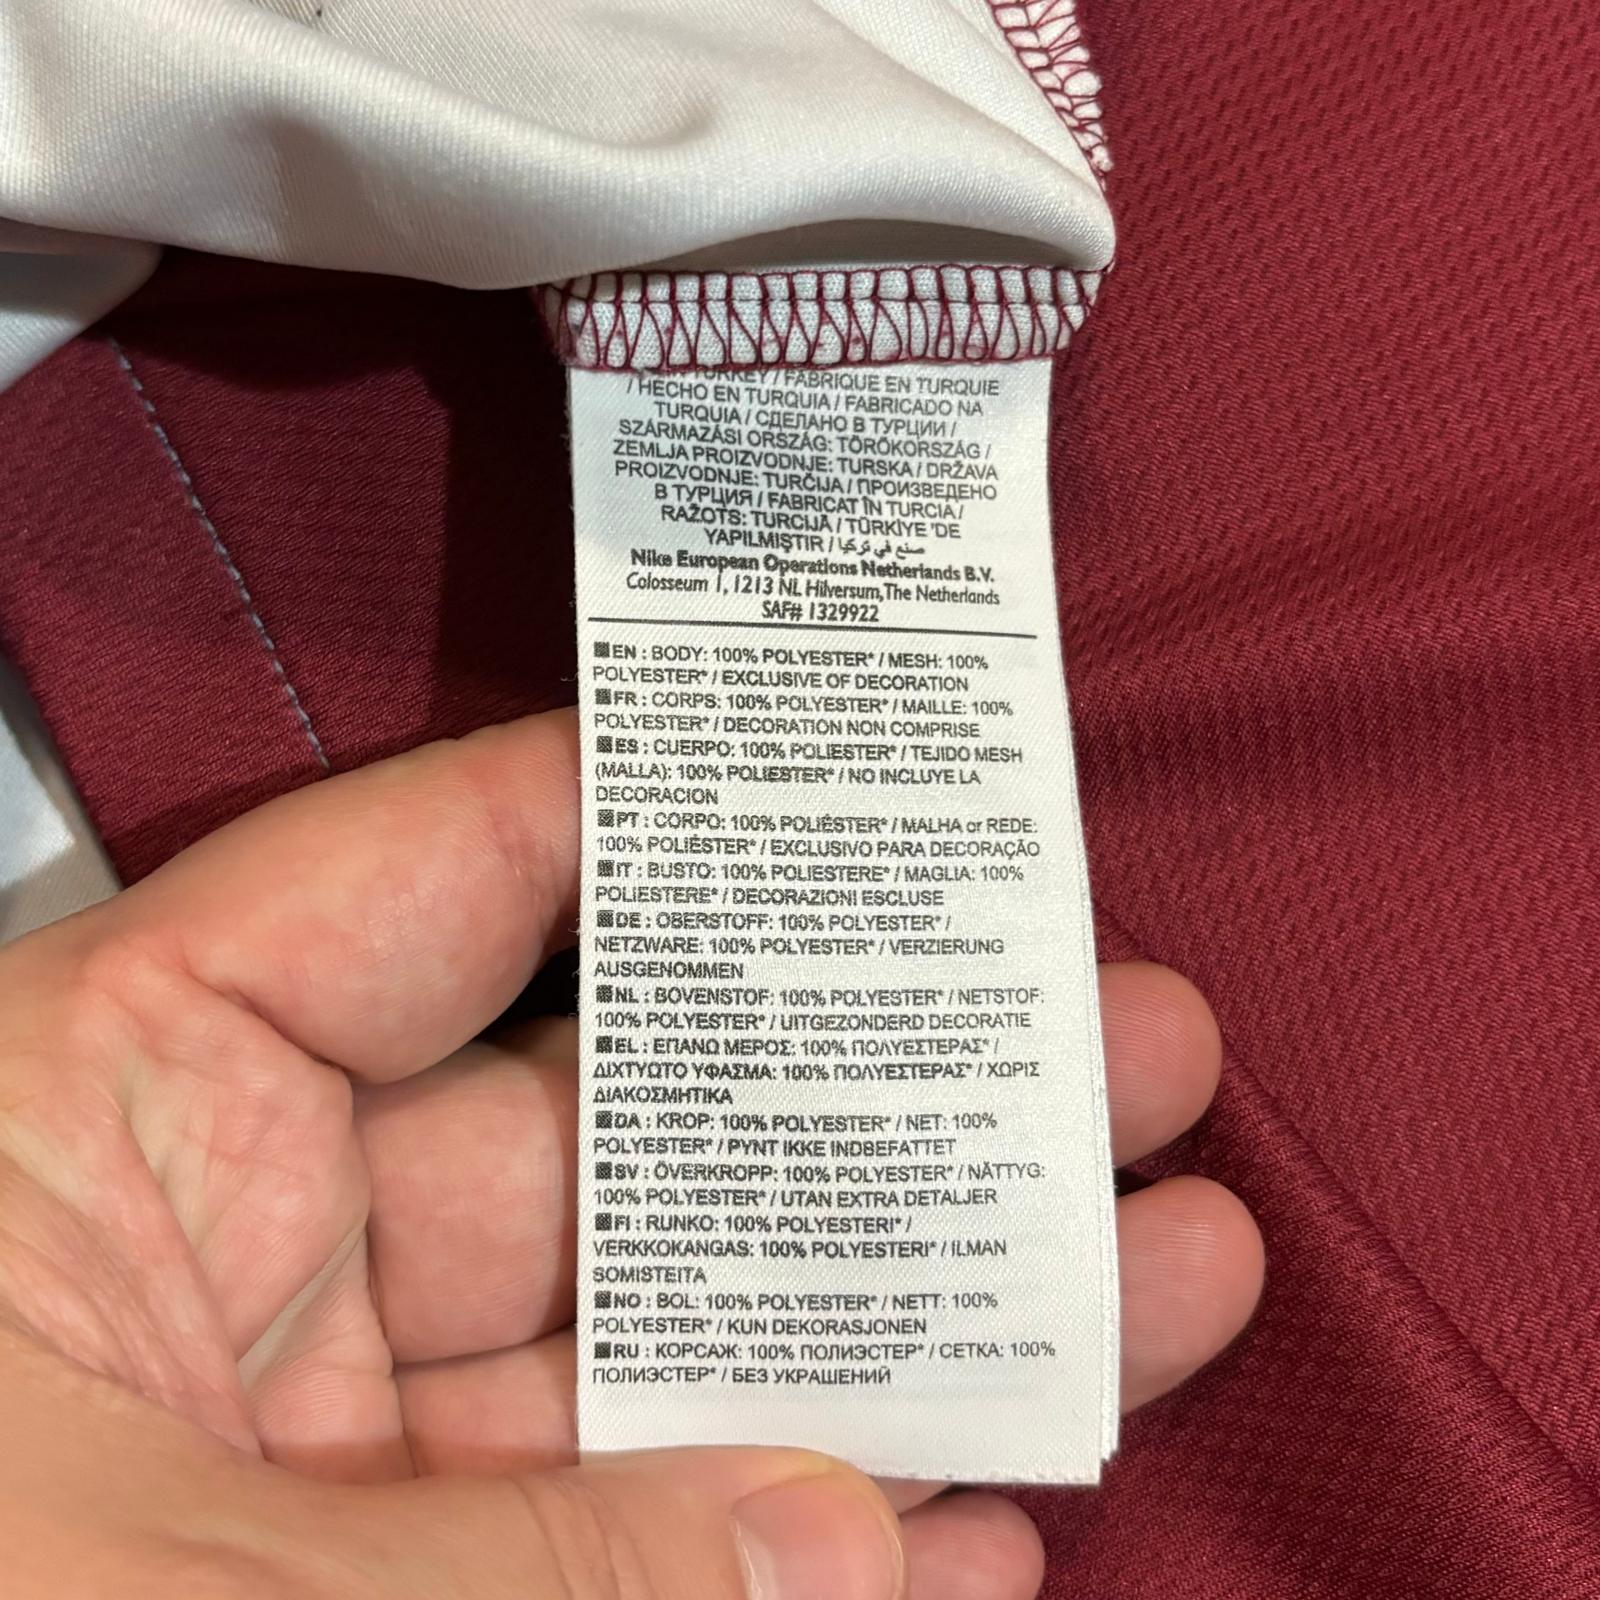 TURKEY / FABRIQUE EN TURQUIE
/ HECHO EN TURQUIA / FABRICADO NA
TURQUIA / СДЕЛАНО В ТУРЦИИ /
SZÁRMAZÁSI ORSZÁG: TÖRÖKORSZÁG /
ZEMLJA PROIZVODNJE: TURSKA / DRŽAVA
PROIZVODNJE: TURČIJA / ПРОИЗВЕДЕНО
В ТУРЦИЯ / FABRICAT ÎN TURCIA /
RAŽOTS: TURCIJĀ / TÜRKİYE 'DE
YAPILMIŞTIR / صنع في تركيا
Nike European Operations Netherlands B.V.
Colosseum 1, 1213 NL Hilversum, The Netherlands
SAF# 1329922
EN : BODY: 100% POLYESTER* / MESH: 100%
POLYESTER* / EXCLUSIVE OF DECORATION
FR : CORPS: 100% POLYESTER* / MAILLE: 100%
POLYESTER* / DECORATION NON COMPRISE
ES : CUERPO: 100% POLIESTER* / TEJIDO MESH
(MALLA): 100% POLIESTER* / NO INCLUYE LA
DECORACION
PT : CORPO: 100% POLIÉSTER* / MALHA or REDE:
100% POLIÉSTER* / EXCLUSIVO PARA DECORAÇÃO
IT : BUSTO: 100% POLIESTERE* / MAGLIA: 100%
POLIESTERE* / DECORAZIONI ESCLUSE
DE : OBERSTOFF: 100% POLYESTER* /
NETZWARE: 100% POLYESTER* / VERZIERUNG
AUSGENOMMEN
NL : BOVENSTOF: 100% POLYESTER* / NETSTOF:
100% POLYESTER* / UITGEZONDERD DECORATIE
EL : ΕΠΑΝΩ ΜΕΡΟΣ: 100% ΠΟΛΥΕΣΤΕΡΑΣ* /
ΔΙΧΤΥΩΤΟ ΥΦΑΣΜΑ: 100% ΠΟΛΥΕΣΤΕΡΑΣ* / ΧΩΡΙΣ
ΔΙΑΚΟΣΜΗΤΙΚΑ
DA : KROP: 100% POLYESTER* / NET: 100%
POLYESTER* / PYNT IKKE INDBEFATTET
SV : ÖVERKROPP: 100% POLYESTER* / NÄTTYG:
100% POLYESTER* / UTAN EXTRA DETALJER
FI : RUNKO: 100% POLYESTERI* /
VERKKOKANGAS: 100% POLYESTERI* / ILMAN
SOMISTEITA
NO : BOL: 100% POLYESTER* / NETT: 100%
POLYESTER* / KUN DEKORASJONEN
RU : КОРСАЖ: 100% ПОЛИЭСТЕР* / СЕТКА: 100%
ПОЛИЭСТЕР* / БЕЗ УКРАШЕНИЙ